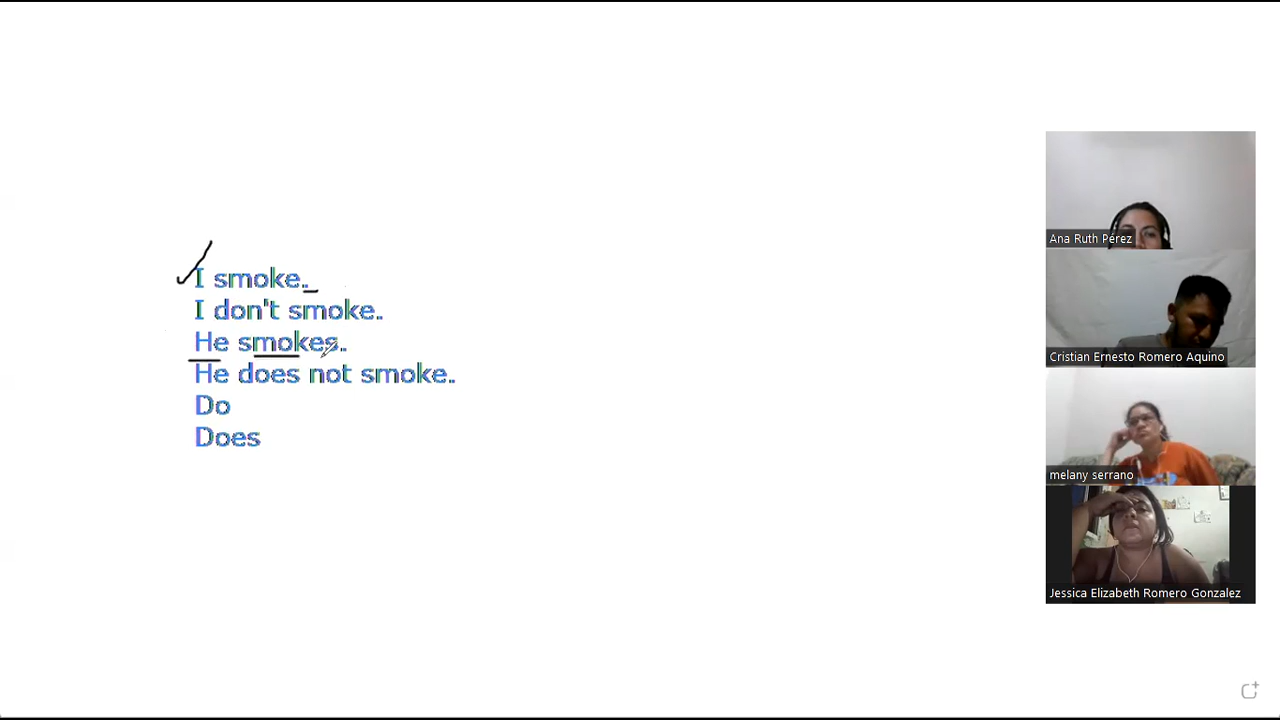 I smoke..
I don't smoke..
He smokes..
He does not smoke..
Do
Does
Ana Ruth Pérez
Cristian Ernesto Romero Aquino
melany serrano
Jessica Elizabeth Romero Gonzalez